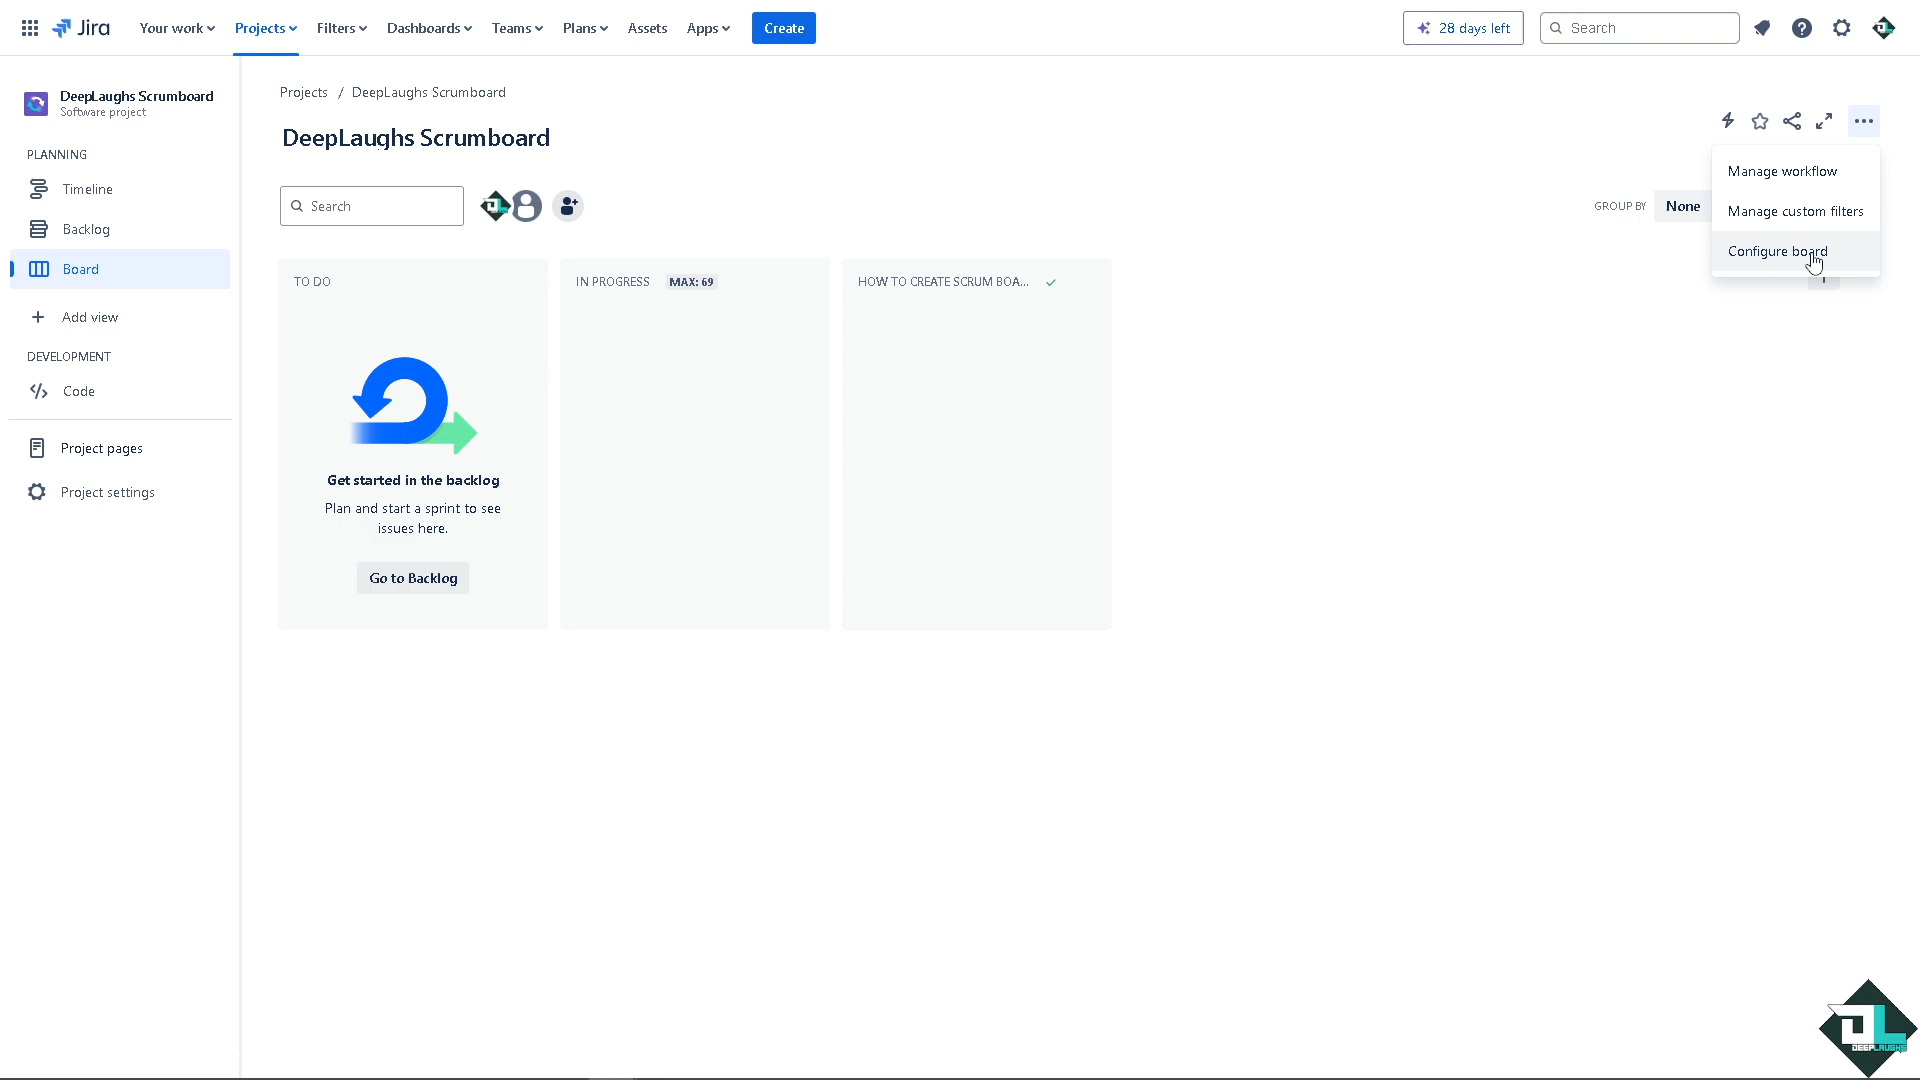 Jira
Your work
Projects
Filters
Dashboards
Teams
Plans
Assets
Apps
Create
28 days left
Search
DeepLaughs Scrumboard
Software project
PLANNING
Timeline
Backlog
Board
Add view
DEVELOPMENT
Code
Project pages
Project settings
Projects / DeepLaughs Scrumboard
DeepLaughs Scrumboard
Search
GROUP BY None
Manage workflow
Manage custom filters
Configure board
TO DO
IN PROGRESS MAX: 69
HOW TO CREATE SCRUM BOA...
Get started in the backlog
Plan and start a sprint to see
issues here.
Go to Backlog
DEEPLAUGHS